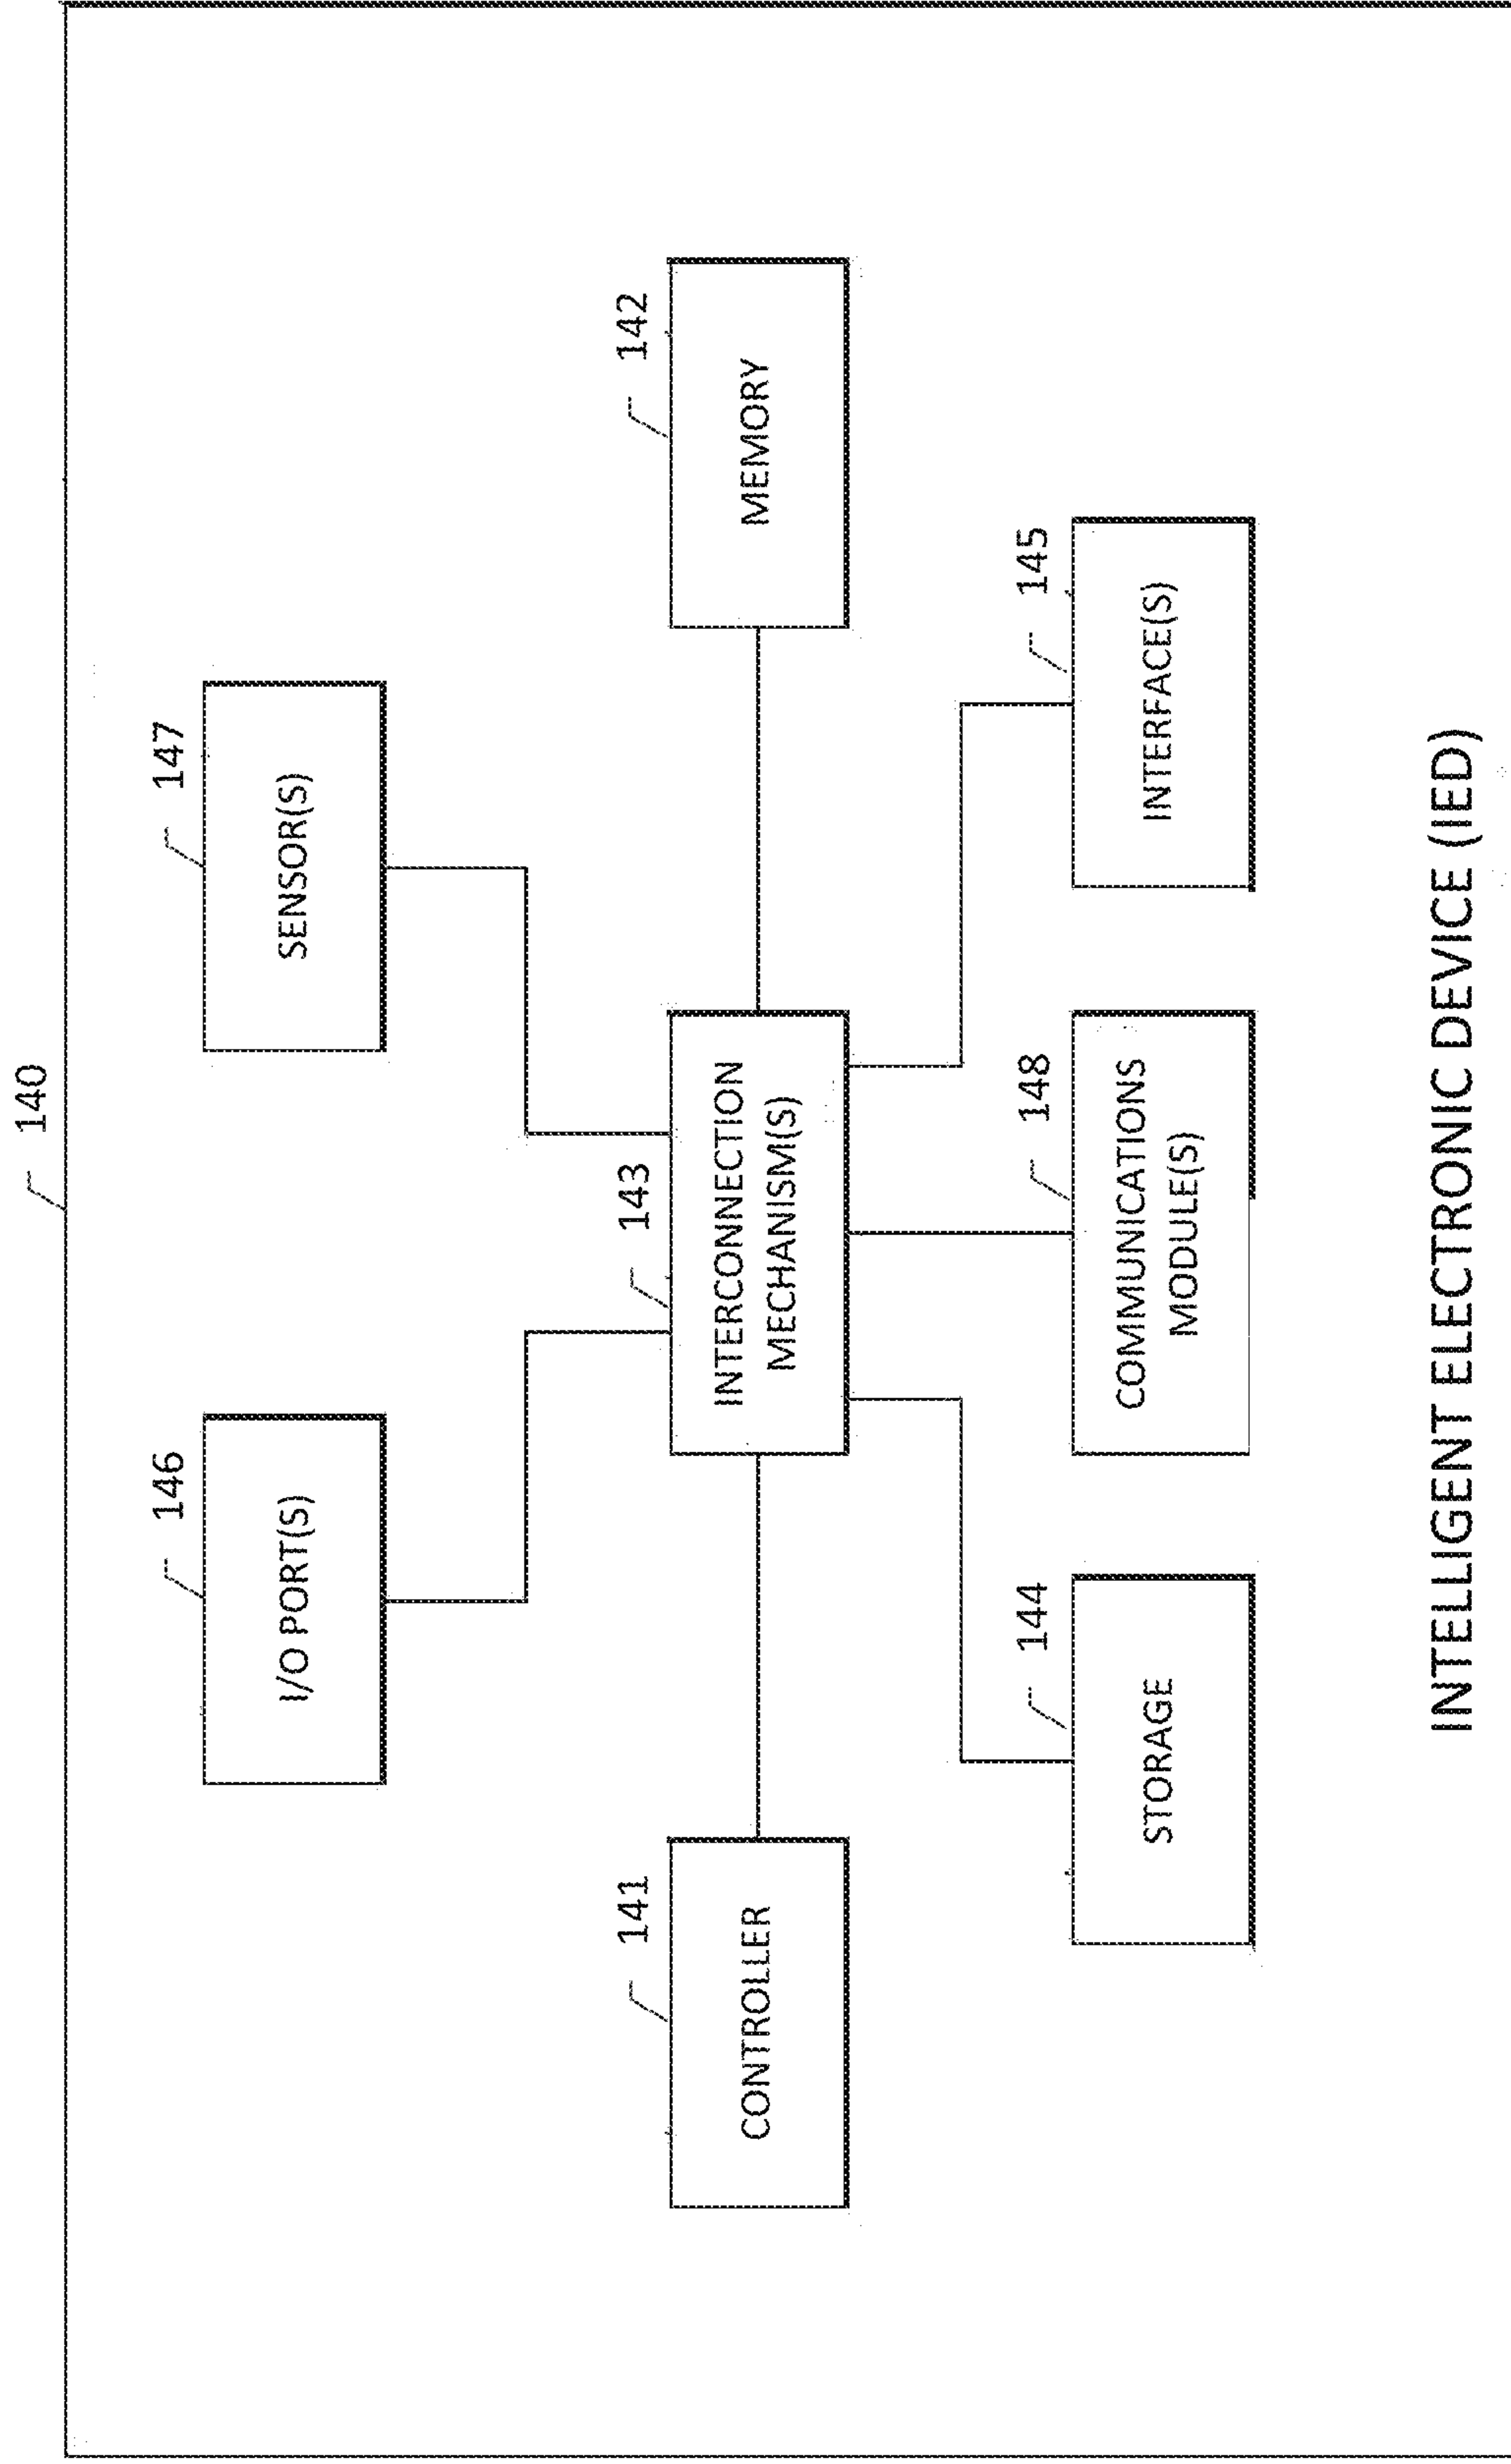 140
146
I/O PORT(S)
147
SENSOR(S)
141
CONTROLLER
143
INTERCONNECTION
MECHANISM(S)
142
MEMORY
144
STORAGE
148
COMMUNICATIONS
MODULE(S)
145
INTERFACE(S)
INTELLIGENT ELECTRONIC DEVICE (IED)